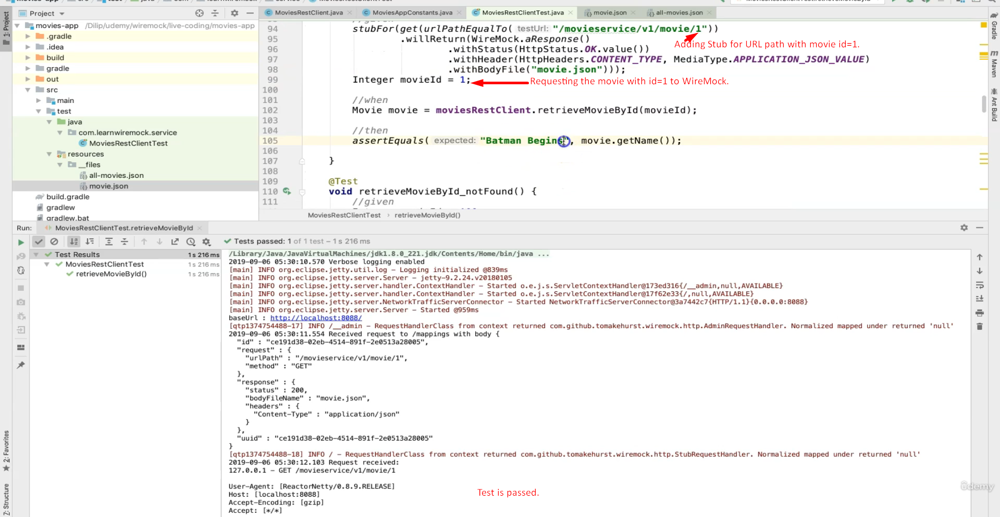 Project
MoviesRestClient.java
MoviesAppConstants.java
MoviesRestClientTest.java
movie.json
all-movies.json
1: Project
movies-app /Dilip/udemy/wiremock/live-coding/movies-app
.gradle
.idea
build
gradle
out
src
main
test
java
com.learnwiremock.service
MoviesRestClientTest
resources
__files
all-movies.json
movie.json
build.gradle
gradlew
gradlew.bat
94 stubFor(get(urlPathEqualTo( testUrl: "/movieservice/v1/movie/1"))
95 .willReturn(WireMock.aResponse()
Adding Stub for URL path with movie id=1.
96 .withStatus(HttpStatus.OK.value())
97 .withHeader(HttpHeaders.CONTENT_TYPE, MediaType.APPLICATION_JSON_VALUE)
98 .withBodyFile("movie.json")));
99 Integer movieId = 1;
Requesting the movie with id=1 to WireMock.
100
101 //when
102 Movie movie = moviesRestClient.retrieveMovieById(movieId);
103
104 //then
105 assertEquals( expected: "Batman Begins", movie.getName());
106
107 }
108
109 @Test
110 void retrieveMovieById_notFound() {
111 //given
MoviesRestClientTest › retrieveMovieById()
Gradle
Maven
Ant Build
Run: MoviesRestClientTest.retrieveMovieById
Tests passed: 1 of 1 test – 1 s 216 ms
Test Results 1 s 216 ms
MoviesRestClientTest 1 s 216 ms
retrieveMovieById() 1 s 216 ms
/Library/Java/JavaVirtualMachines/jdk1.8.0_221.jdk/Contents/Home/bin/java ...
2019-09-06 05:30:10.570 Verbose logging enabled
[main] INFO org.eclipse.jetty.util.log - Logging initialized @839ms
[main] INFO org.eclipse.jetty.server.Server - jetty-9.2.24.v20180105
[main] INFO org.eclipse.jetty.server.handler.ContextHandler - Started o.e.j.s.ServletContextHandler@173ed316{/__admin,null,AVAILABLE}
[main] INFO org.eclipse.jetty.server.handler.ContextHandler - Started o.e.j.s.ServletContextHandler@17f62e33{/,null,AVAILABLE}
[main] INFO org.eclipse.jetty.server.NetworkTrafficServerConnector - Started NetworkTrafficServerConnector@3a7442c7{HTTP/1.1}{0.0.0.0:8088}
[main] INFO org.eclipse.jetty.server.Server - Started @959ms
baseUrl : http://localhost:8088/
[qtp1374754488-17] INFO /__admin - RequestHandlerClass from context returned com.github.tomakehurst.wiremock.http.AdminRequestHandler. Normalized mapped under returned 'null'
2019-09-06 05:30:11.554 Received request to /mappings with body {
"id" : "ce191d38-02eb-4514-891f-2e0513a28005",
"request" : {
"urlPath" : "/movieservice/v1/movie/1",
"method" : "GET"
},
"response" : {
"status" : 200,
"bodyFileName" : "movie.json",
"headers" : {
"Content-Type" : "application/json"
}
},
"uuid" : "ce191d38-02eb-4514-891f-2e0513a28005"
}
[qtp1374754488-18] INFO / - RequestHandlerClass from context returned com.github.tomakehurst.wiremock.http.StubRequestHandler. Normalized mapped under returned 'null'
2019-09-06 05:30:12.103 Request received:
127.0.0.1 - GET /movieservice/v1/movie/1
User-Agent: [ReactorNetty/0.8.9.RELEASE]
Host: [localhost:8088]
Accept-Encoding: [gzip]
Accept: [*/*]
Test is passed.
2: Favorites
7: Structure
ûdemy